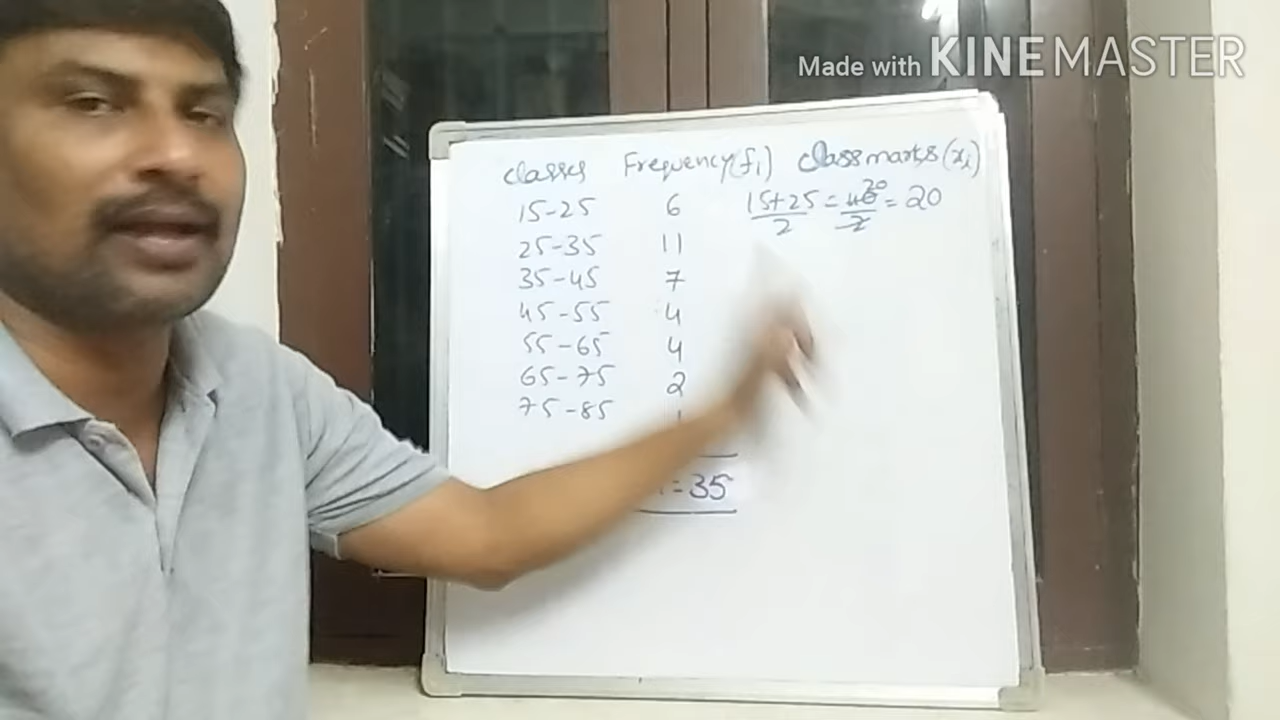 Made with KINEMASTER
classes Frequency(fi) class marks (xi)
15-25 6 15+25/2 = 40/2 20 = 20
25-35 11
35-45 7
45-55 4
55-65 4
65-75 2
75-85
=35